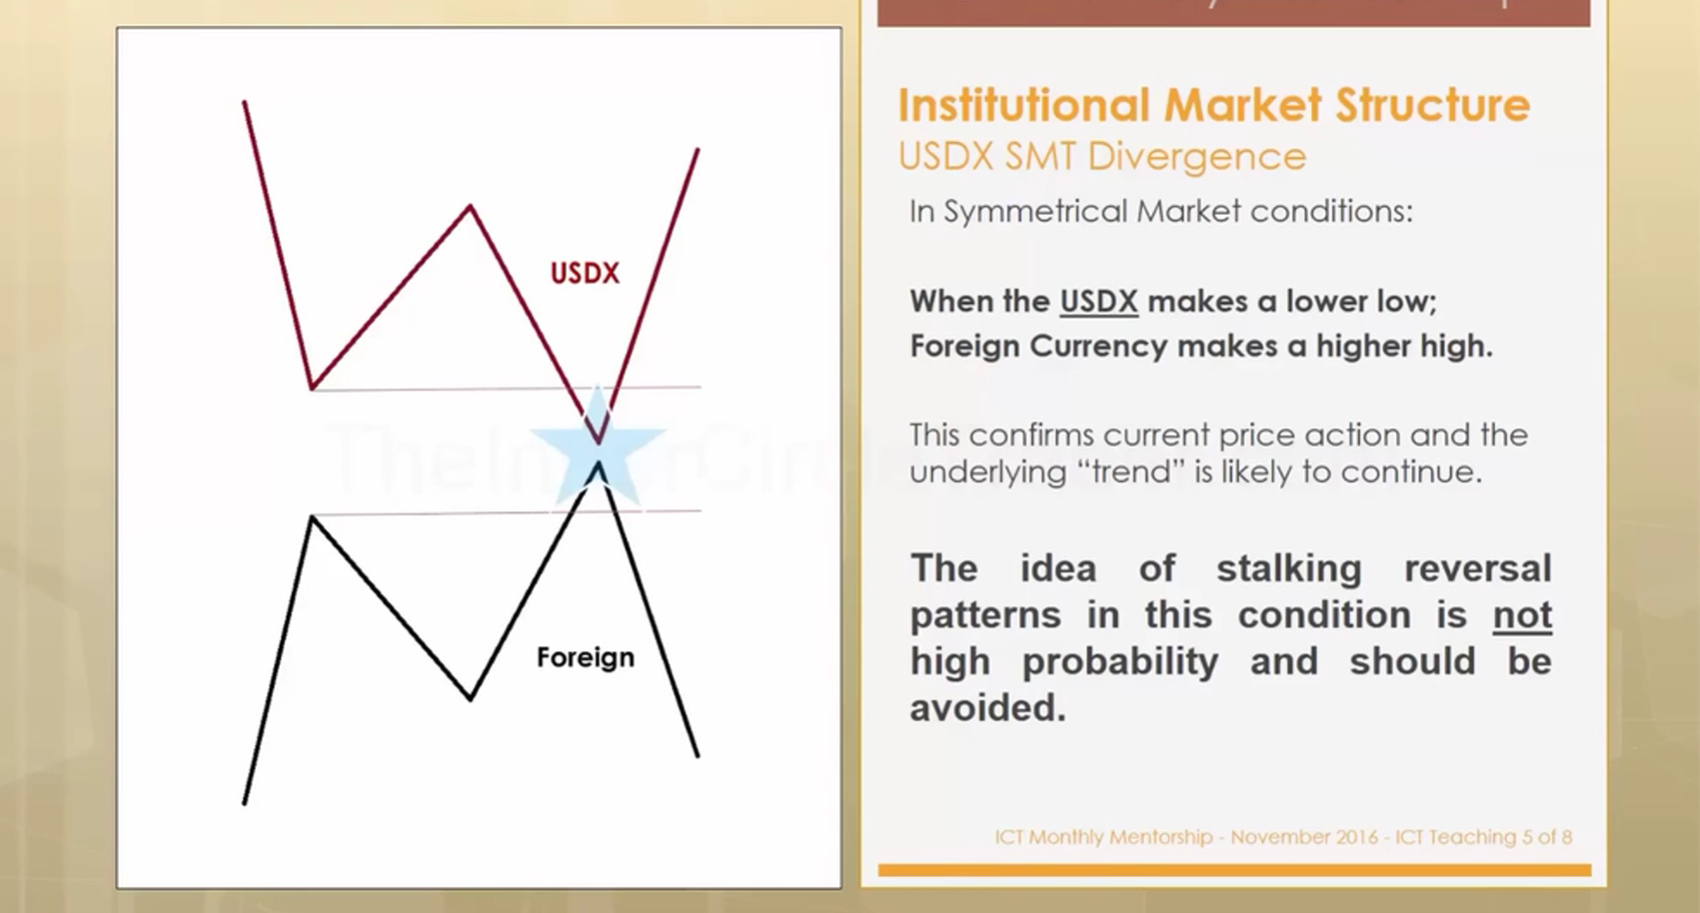 USDX
Foreign
Institutional Market Structure
USDX SMT Divergence
In Symmetrical Market conditions:
When the USDX makes a lower low;
Foreign Currency makes a higher high.
This confirms current price action and the
underlying “trend” is likely to continue.
The idea of stalking reversal
patterns in this condition is not
high probability and should be
avoided.
ICT Monthly Mentorship - November 2016 - ICT Teaching 5 of 8